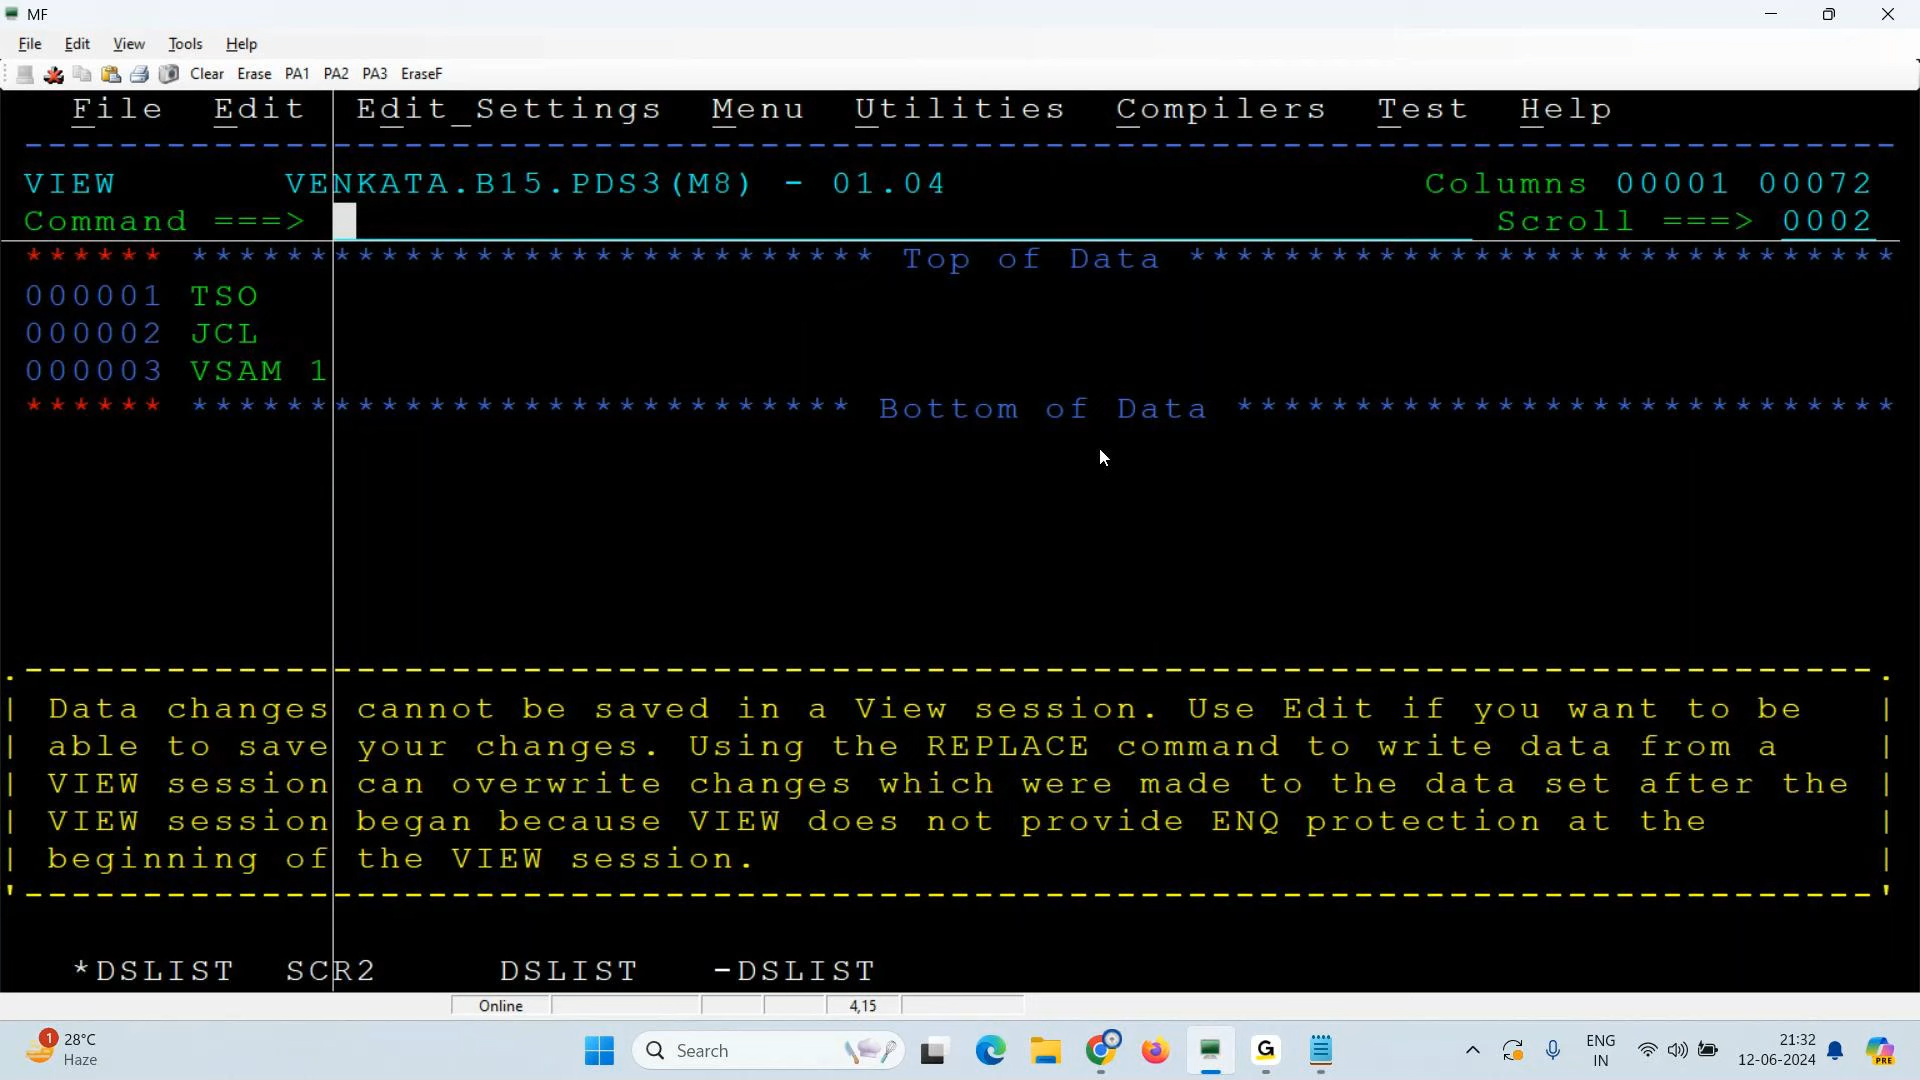 MF
File Edit View Tools Help
Clear Erase PA1 PA2 PA3 EraseF
File Edit Edit_Settings Menu Utilities Compilers Test Help
VIEW VENKATA.B15.PDS3(M8) - 01.04 Columns 00001 00072
Command ===> Scroll ===> 0002
****** ***************************** Top of Data ******************************
000001 TSO
000002 JCL
000003 VSAM 1
****** **************************** Bottom of Data ****************************
Data changes cannot be saved in a View session. Use Edit if you want to be
able to save your changes. Using the REPLACE command to write data from a
VIEW session can overwrite changes which were made to the data set after the
VIEW session began because VIEW does not provide ENQ protection at the
beginning of the VIEW session.
*DSLIST SCR2 DSLIST -DSLIST
Online 4,15
1 28°C
Haze
Search
G
ENG
IN
21:32
12-06-2024
PRE